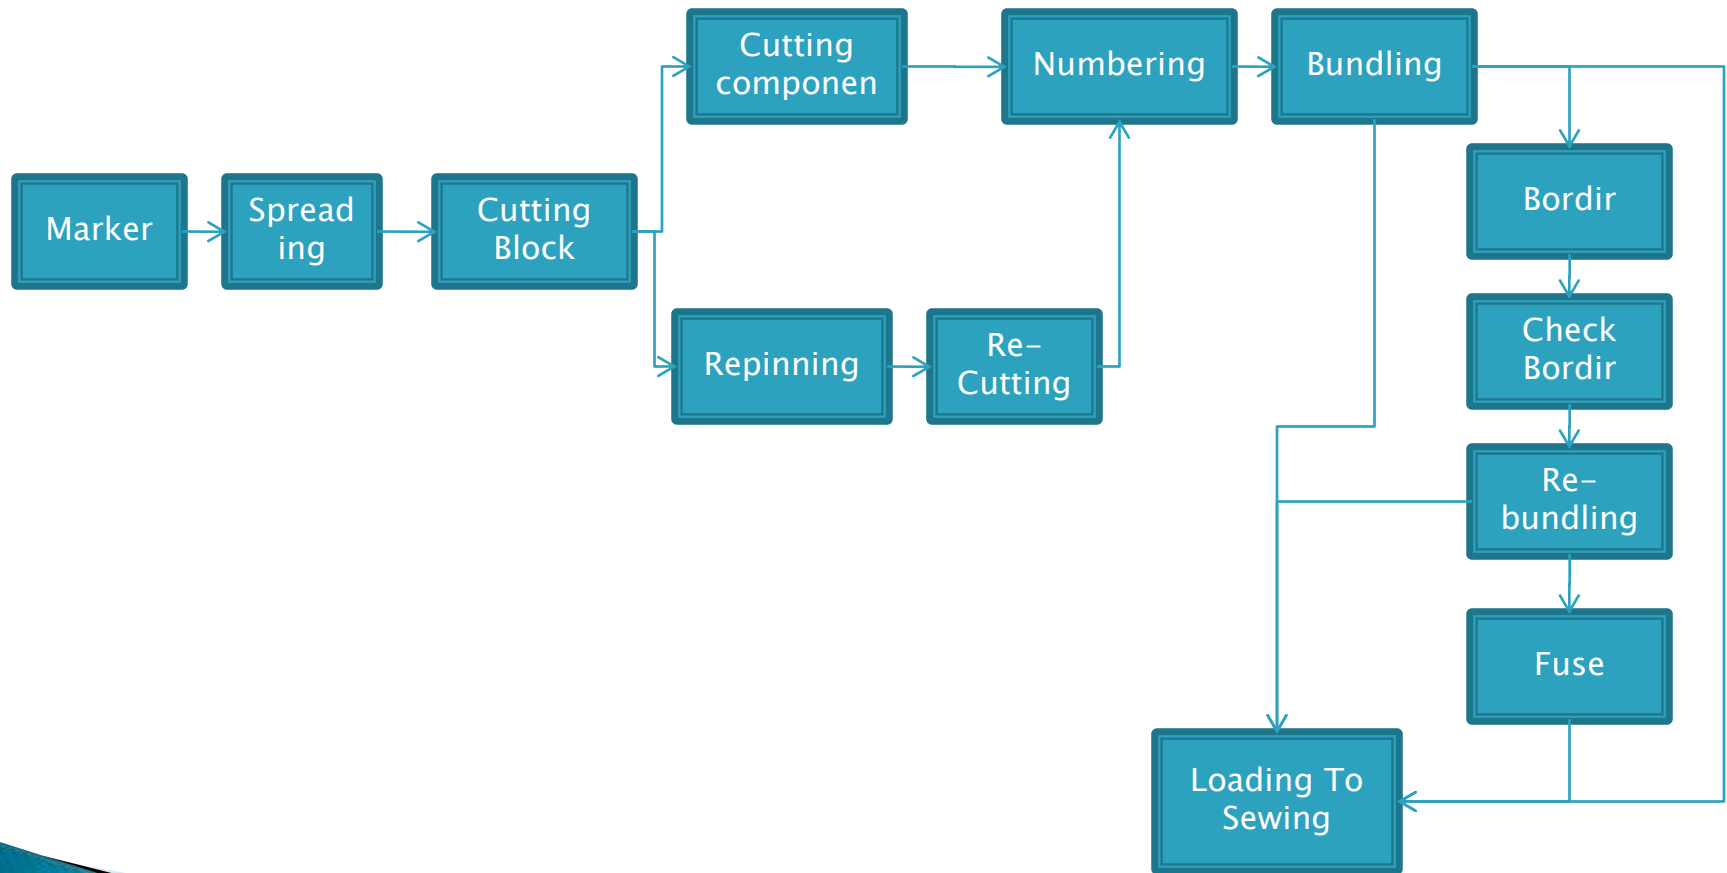 Cutting
componen
Numbering
Bundling
Marker
Spread
ing
Cutting
Block
Bordir
Repinning
Re-
Cutting
Check
Bordir
Re-
bundling
Fuse
Loading To
Sewing